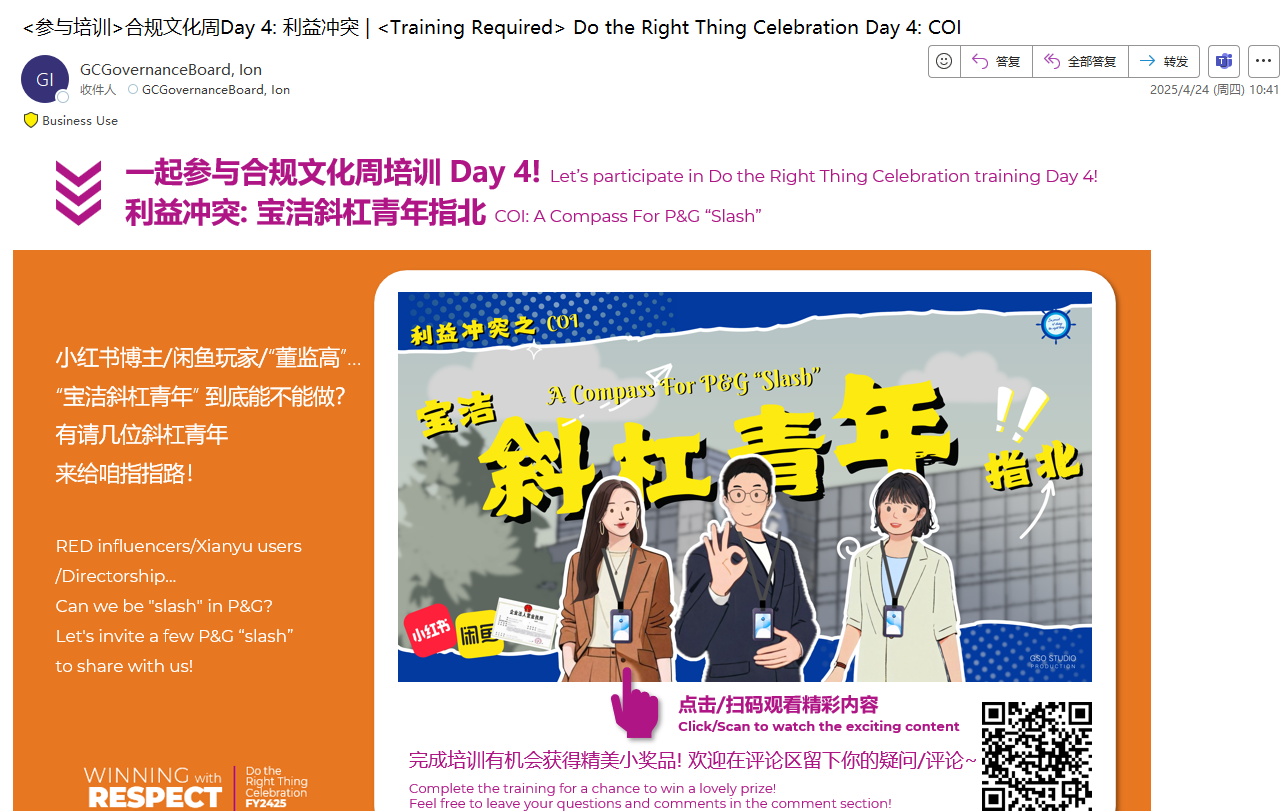 <参与培训>合规文化周Day 4: 利益冲突 | <Training Required> Do the Right Thing Celebration Day 4: COI
GI
GCGovernanceBoard, Ion
收件人 GCGovernanceBoard, Ion
答复
全部答复
转发
2025/4/24 (周四) 10:41
Business Use
一起参与合规文化周培训 Day 4! Let's participate in Do the Right Thing Celebration training Day 4!
利益冲突: 宝洁斜杠青年指北 COI: A Compass For P&G “Slash”
小红书博主/闲鱼玩家/“董监高”...
“宝洁斜杠青年” 到底能不能做?
有请几位斜杠青年
来给咱指指路!
RED influencers/Xianyu users
/Directorship...
Can we be "slash" in P&G?
Let's invite a few P&G “slash”
to share with us!
WINNING with
RESPECT
Do the
Right Thing
Celebration
FY2425
利益冲突之 COI
A Compass For P&G “Slash”
宝洁
斜杠青年
!!
指北
小红书
闲鱼
企业法人营业执照
GSO STUDIO
PRODUCTION
点击/扫码观看精彩内容
Click/Scan to watch the exciting content
完成培训有机会获得精美小奖品! 欢迎在评论区留下你的疑问/评论~
Complete the training for a chance to win a lovely prize!
Feel free to leave your questions and comments in the comment section!